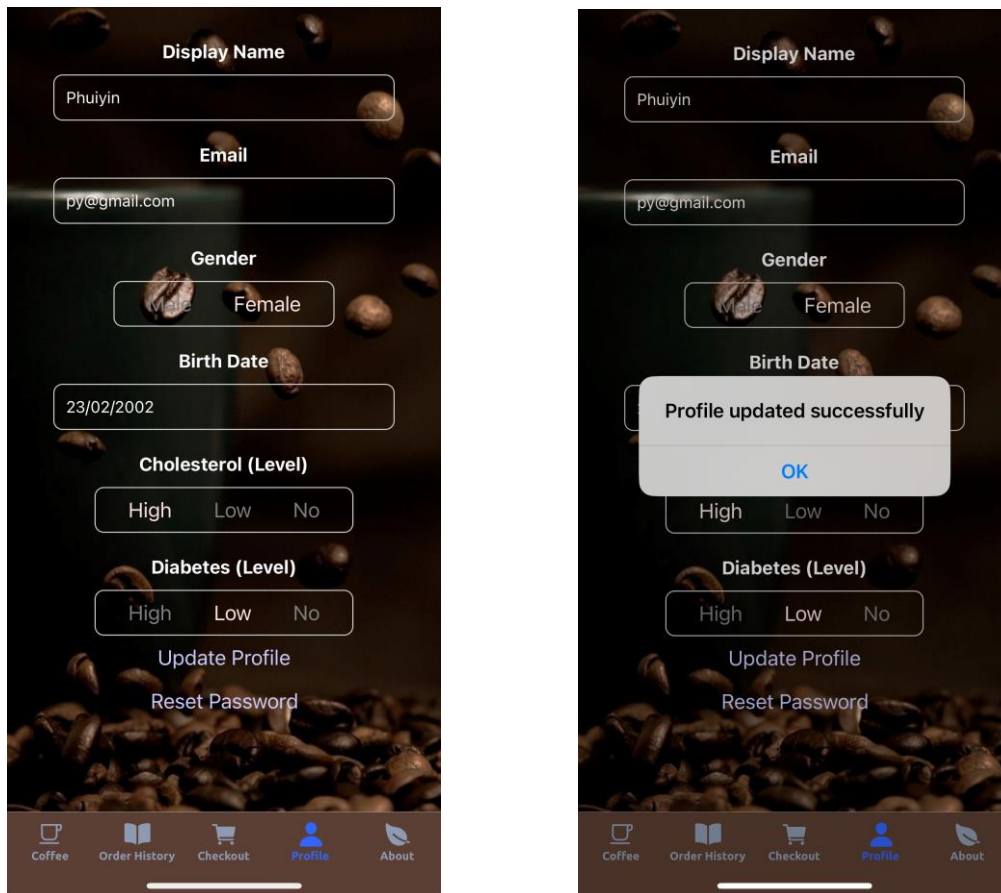 Display Name
Phuiyin
Email
py@gmail.com
Gender
Male Female
Birth Date
23/02/2002
Cholesterol (Level)
High Low No
Diabetes (Level)
High Low No
Update Profile
Reset Password
Coffee Order History Checkout Profile About
Display Name
Phuiyin
Email
py@gmail.com
Gender
Male Female
Birth Date
Profile updated successfully
OK
High Low No
Diabetes (Level)
High Low No
Update Profile
Reset Password
Coffee Order History Checkout Profile About